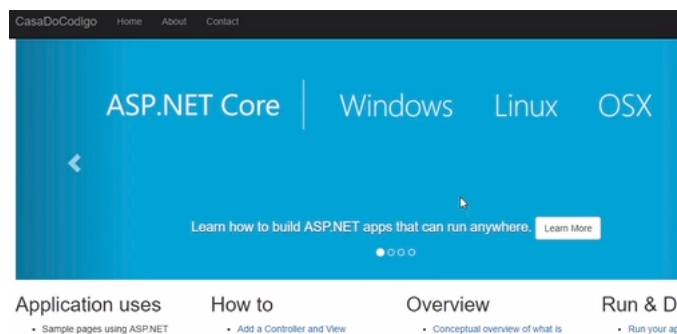 CasaDoCodigo Home About Contact
ASP.NET Core Windows Linux OSX
Learn how to build ASP.NET apps that can run anywhere. Learn More
Application uses How to Overview Run & D
Sample pages using ASP.NET Add a Controller and View Conceptual overview of what is Run your ap